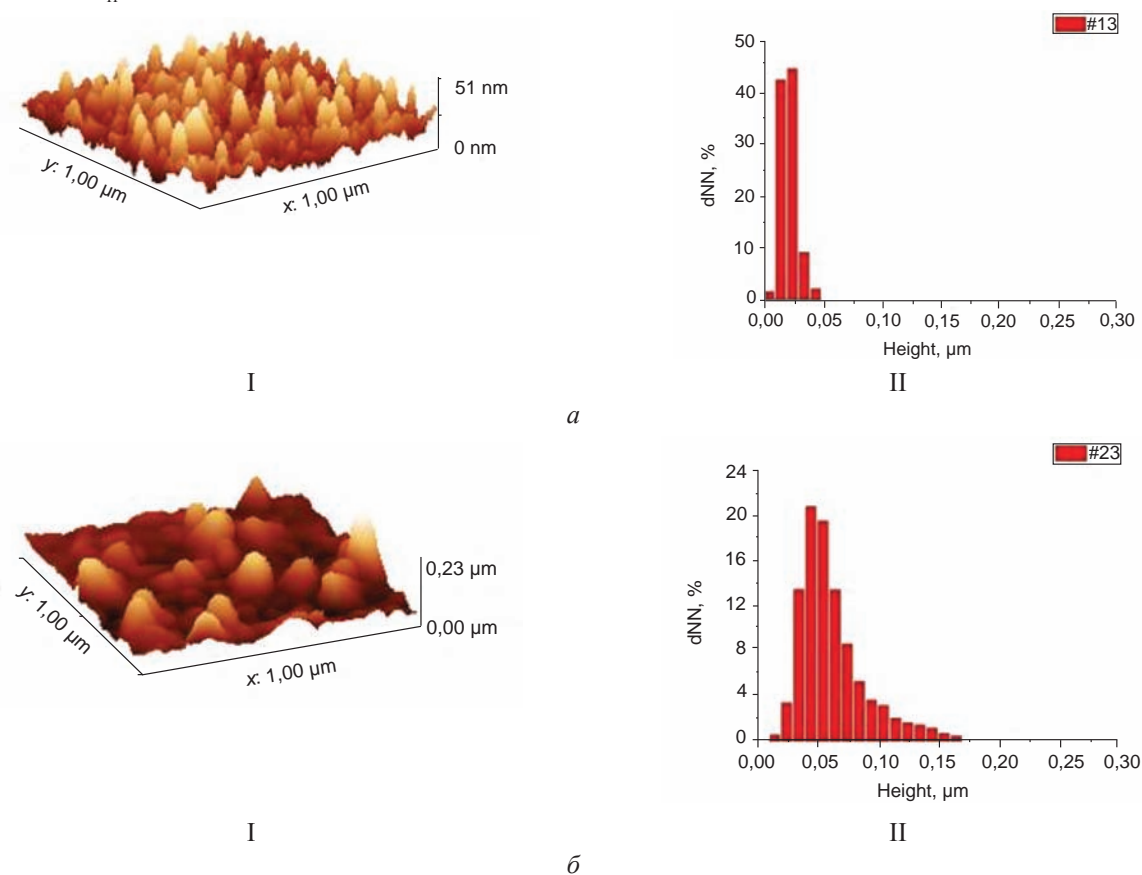 #13
50
40
30
20
10
0
dNN, %
0,00 0,05 0,10 0,15 0,20 0,25 0,30
Height, µm
51 nm
0 nm
y: 1,00 µm
x: 1,00 µm
I II
а
#23
24
20
16
12
8
4
0
dNN, %
0,00 0,05 0,10 0,15 0,20 0,25 0,30
Height, µm
0,23 µm
0,00 µm
y: 1,00 µm
x: 1,00 µm
I II
б